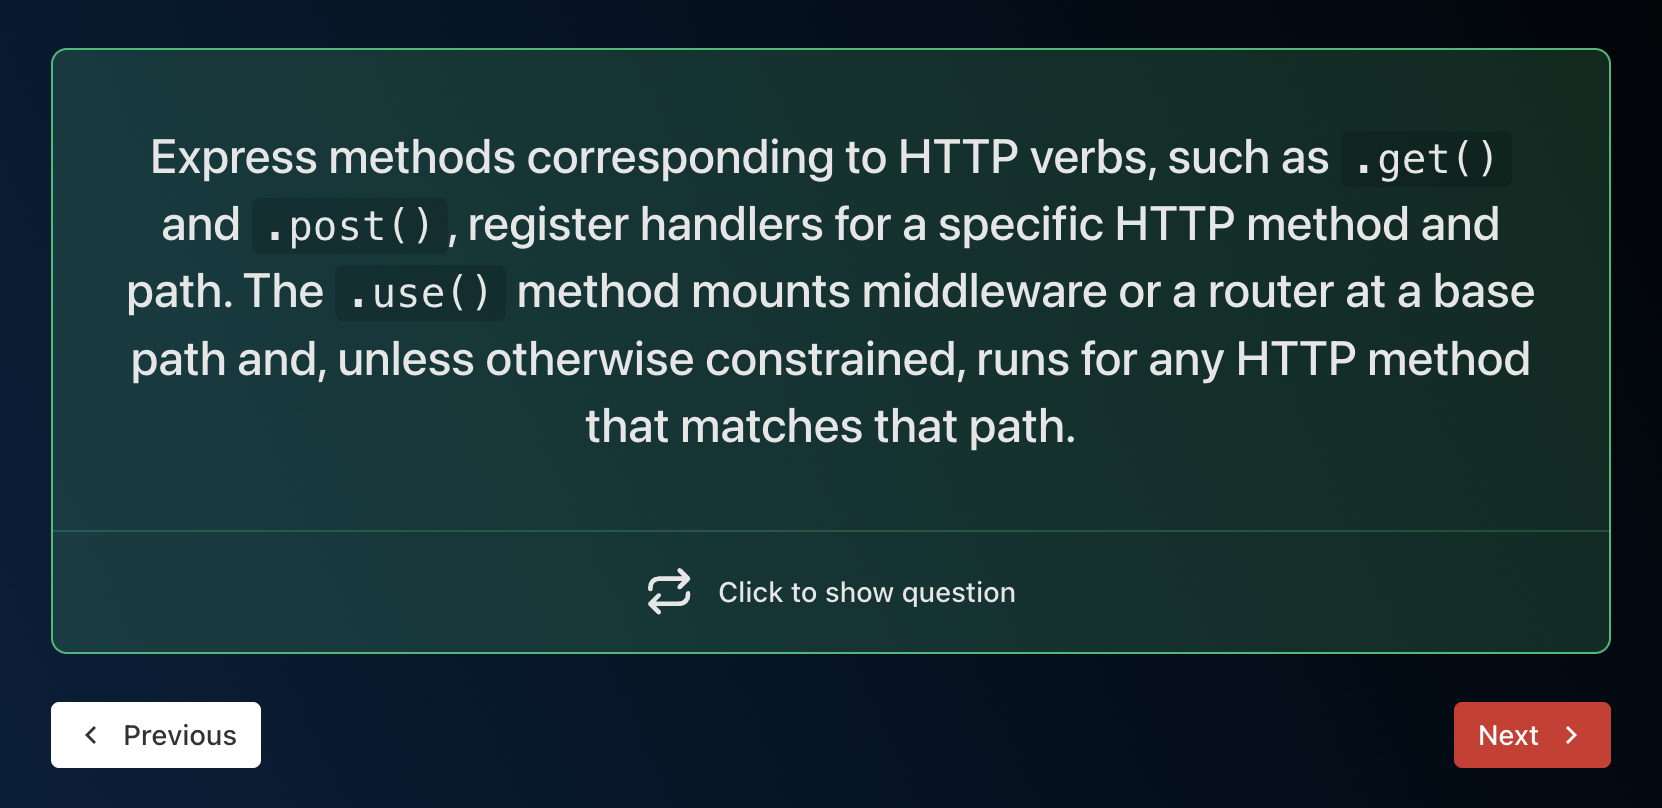 Express methods corresponding to HTTP verbs, such as .get()
and .post(), register handlers for a specific HTTP method and
path. The .use() method mounts middleware or a router at a base
path and, unless otherwise constrained, runs for any HTTP method
that matches that path.
Click to show question
Previous
Next